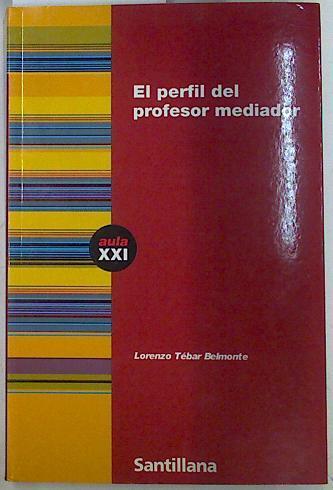 El perfil del
profesor mediador
aula
XXI
Lorenzo Tébar Belmonte
Santillana